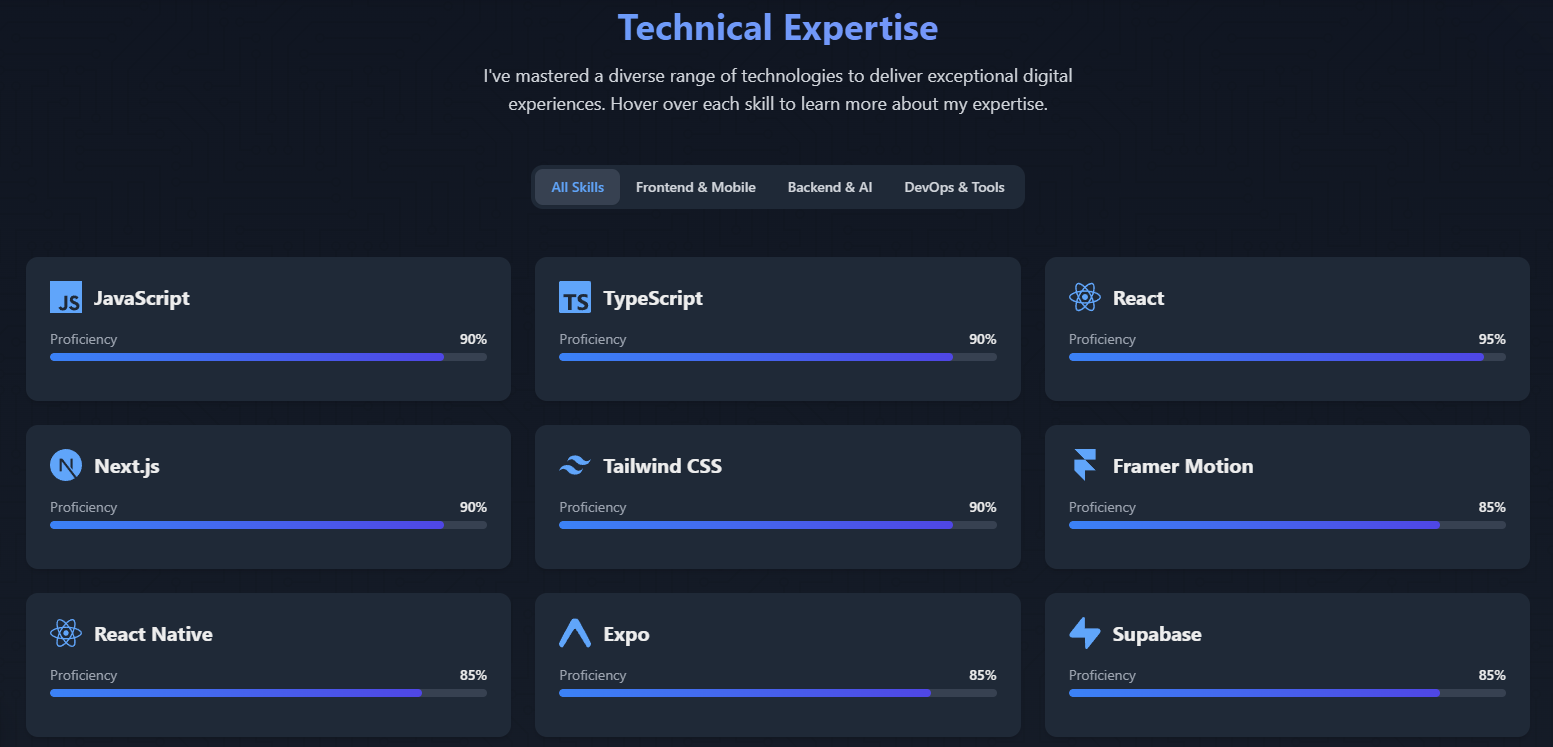 Technical Expertise
I've mastered a diverse range of technologies to deliver exceptional digital
experiences. Hover over each skill to learn more about my expertise.
All Skills Frontend & Mobile Backend & AI DevOps & Tools
JS JavaScript
Proficiency 90%
TS TypeScript
Proficiency 90%
React
Proficiency 95%
N Next.js
Proficiency 90%
Tailwind CSS
Proficiency 90%
Framer Motion
Proficiency 85%
React Native
Proficiency 85%
Expo
Proficiency 85%
Supabase
Proficiency 85%